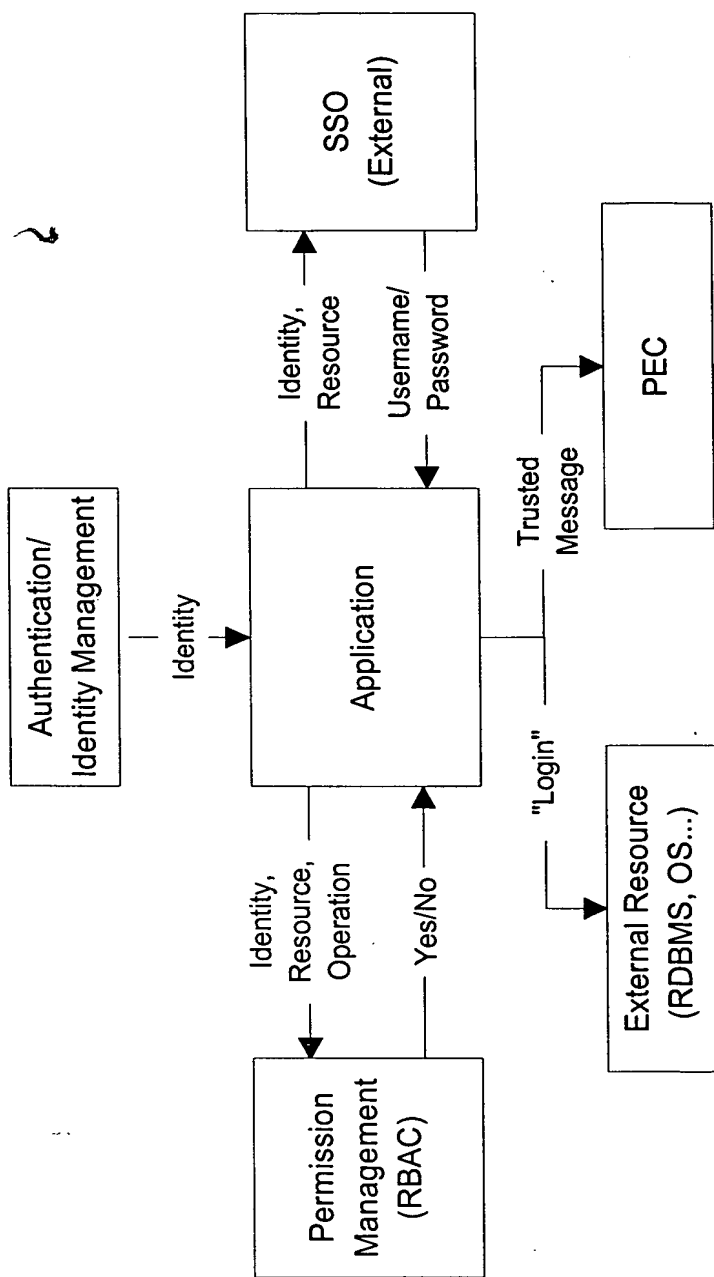 Authentication/
Identity Management
Identity
Permission
Management
(RBAC)
Identity,
Resource,
Operation
Yes/No
Application
Identity,
Resource
Username/
Password
SSO
(External)
"Login"
Trusted
Message
External Resource
(RDBMS, OS...)
PEC